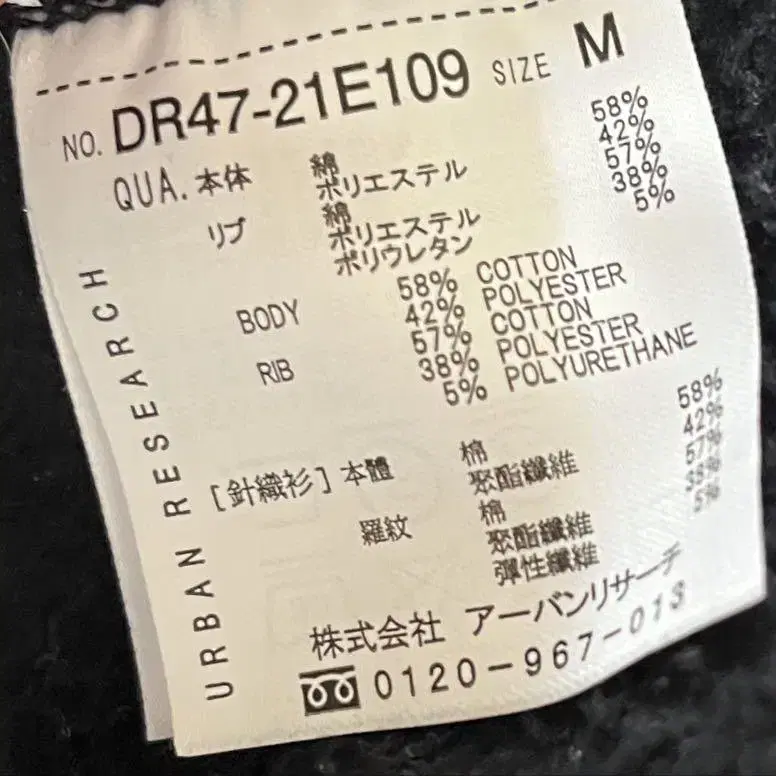 NO. DR47-21E109 SIZE M
QUA. 本体 綿 58%
ポリエステル 42%
リブ 綿 57%
ポリエステル 38%
ポリウレタン 5%
BODY 58% COTTON
42% POLYESTER
RIB 57% COTTON
38% POLYESTER
5% POLYURETHANE
[針織衫] 本體 棉 58%
聚酯纖維 42%
羅紋 棉 57%
聚酯纖維 38%
彈性纖維 5%
株式会社 アーバンリサーチ
0120-967-013
URBAN RESEARCH